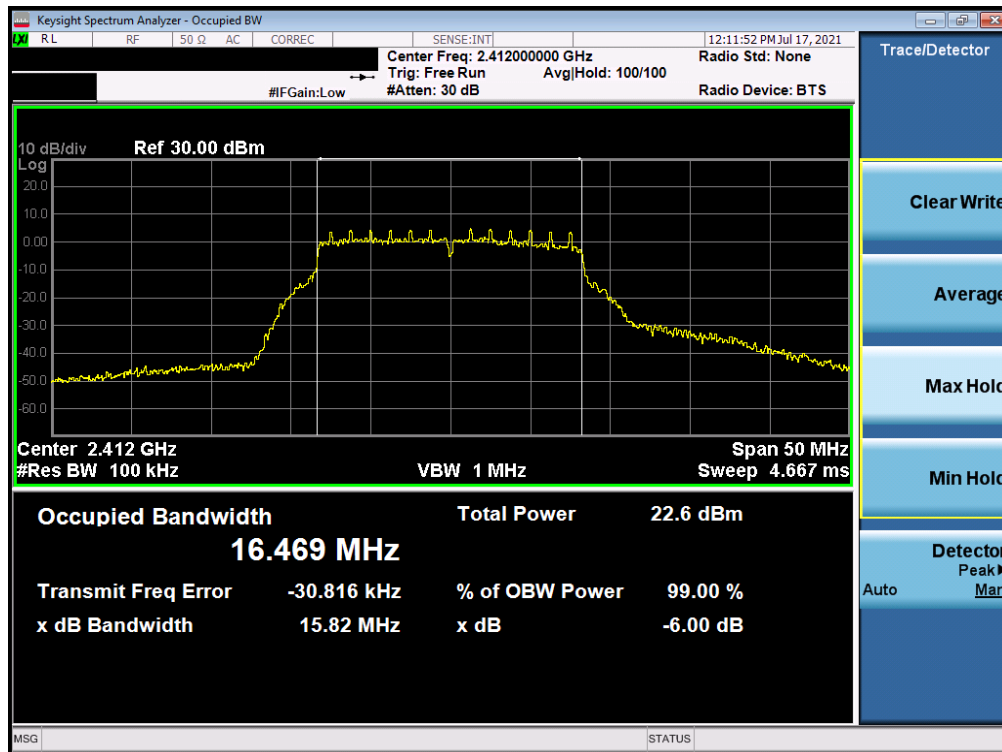 Keysight Spectrum Analyzer - Occupied BW
LXI RL RF 50 Ω AC CORREC SENSE:INT 12:11:52 PM Jul 17, 2021
Center Freq: 2.412000000 GHz Radio Std: None
Trig: Free Run Avg|Hold: 100/100
#IFGain:Low #Atten: 30 dB Radio Device: BTS
Trace/Detector
10 dB/div Ref 30.00 dBm
Log
20.0
10.0
0.00
-10.0
-20.0
-30.0
-40.0
-50.0
-60.0
Center 2.412 GHz Span 50 MHz
#Res BW 100 kHz VBW 1 MHz Sweep 4.667 ms
Occupied Bandwidth Total Power 22.6 dBm
16.469 MHz
Transmit Freq Error -30.816 kHz % of OBW Power 99.00 %
x dB Bandwidth 15.82 MHz x dB -6.00 dB
Clear Write
Average
Max Hold
Min Hold
Detector
Peak
Auto Man
MSG STATUS